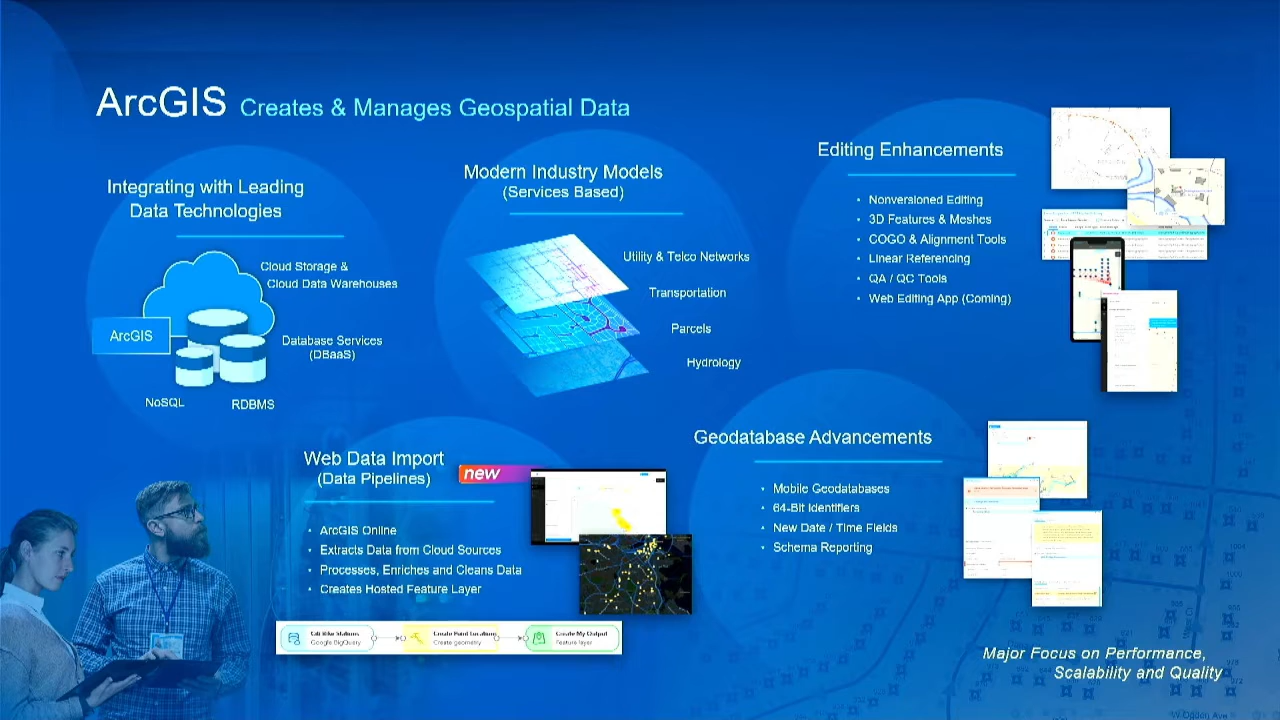 ArcGIS Creates & Manages Geospatial Data
Integrating with Leading
Data Technologies
Cloud Storage &
Cloud Data Warehouses
ArcGIS
Database Services
(DBaaS)
NoSQL
RDBMS
Modern Industry Models
(Services Based)
Utility & Telco Networks
Transportation
Parcels
Hydrology
Editing Enhancements
• Nonversioned Editing
• 3D Features & Meshes
• COGO & Alignment Tools
• Linear Referencing
• QA / QC Tools
• Web Editing App (Coming)
Web Data Import
(Data Pipelines)
new
• ArcGIS Online
• Extracts Data from Cloud Sources
• Processes, Enriches and Cleans Data
• Creates Hosted Feature Layer
Citi Bike Stations
Google BigQuery
Create Point Locations
Create geometry
Create My Output
Feature layer
Geodatabase Advancements
• Mobile Geodatabases
• 64-Bit Identifiers
• New Date / Time Fields
• Schema Reporting
Major Focus on Performance,
Scalability and Quality
W Ogden Ave